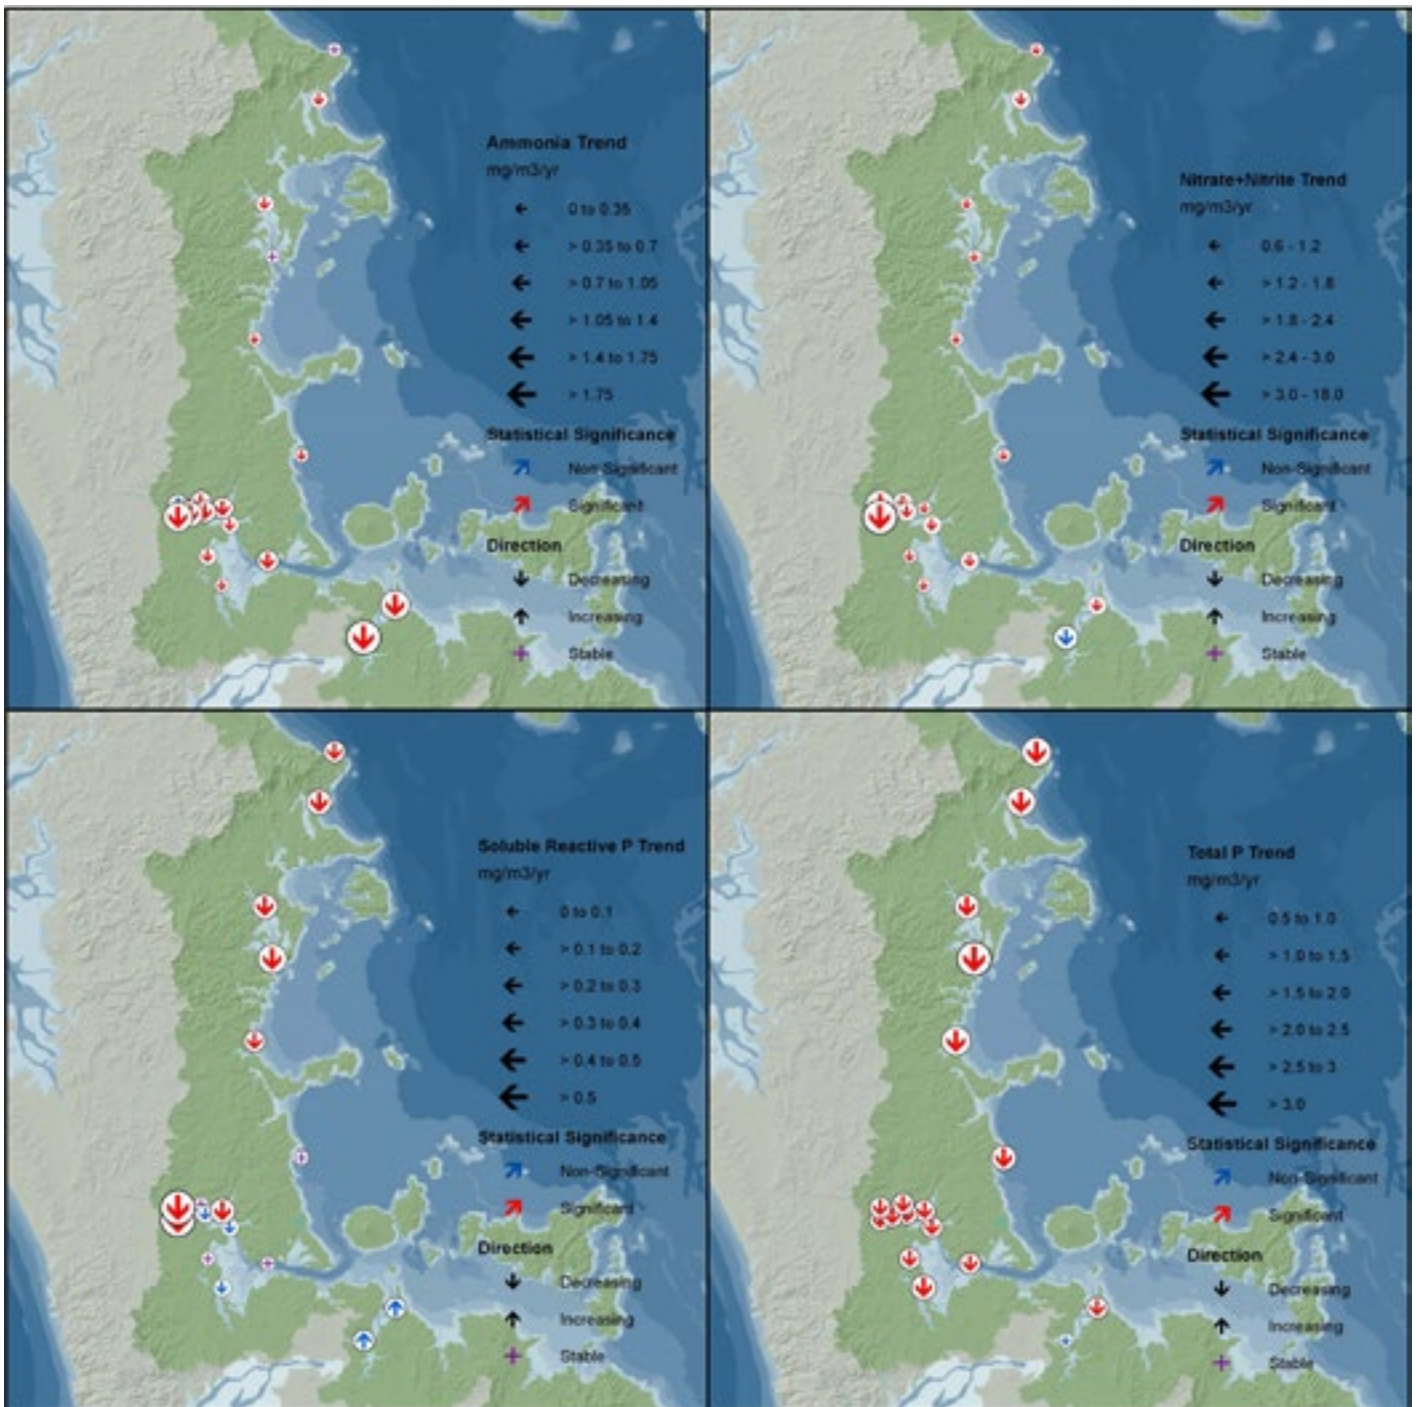 Ammonia Trend
mg/m3/yr
0 to 0.35
> 0.35 to 0.7
> 0.7 to 1.05
> 1.05 to 1.4
> 1.4 to 1.75
> 1.75
Statistical Significance
Non-Significant
Significant
Direction
Decreasing
Increasing
Stable
Nitrate+Nitrite Trend
mg/m3/yr
0.6 - 1.2
> 1.2 - 1.8
> 1.8 - 2.4
> 2.4 - 3.0
> 3.0 - 18.0
Statistical Significance
Non-Significant
Significant
Direction
Decreasing
Increasing
Stable
Soluble Reactive P Trend
mg/m3/yr
0 to 0.1
> 0.1 to 0.2
> 0.2 to 0.3
> 0.3 to 0.4
> 0.4 to 0.5
> 0.5
Statistical Significance
Non-Significant
Significant
Direction
Decreasing
Increasing
Stable
Total P Trend
mg/m3/yr
0.5 to 1.0
> 1.0 to 1.5
> 1.5 to 2.0
> 2.0 to 2.5
> 2.5 to 3
> 3.0
Statistical Significance
Non-Significant
Significant
Direction
Decreasing
Increasing
Stable